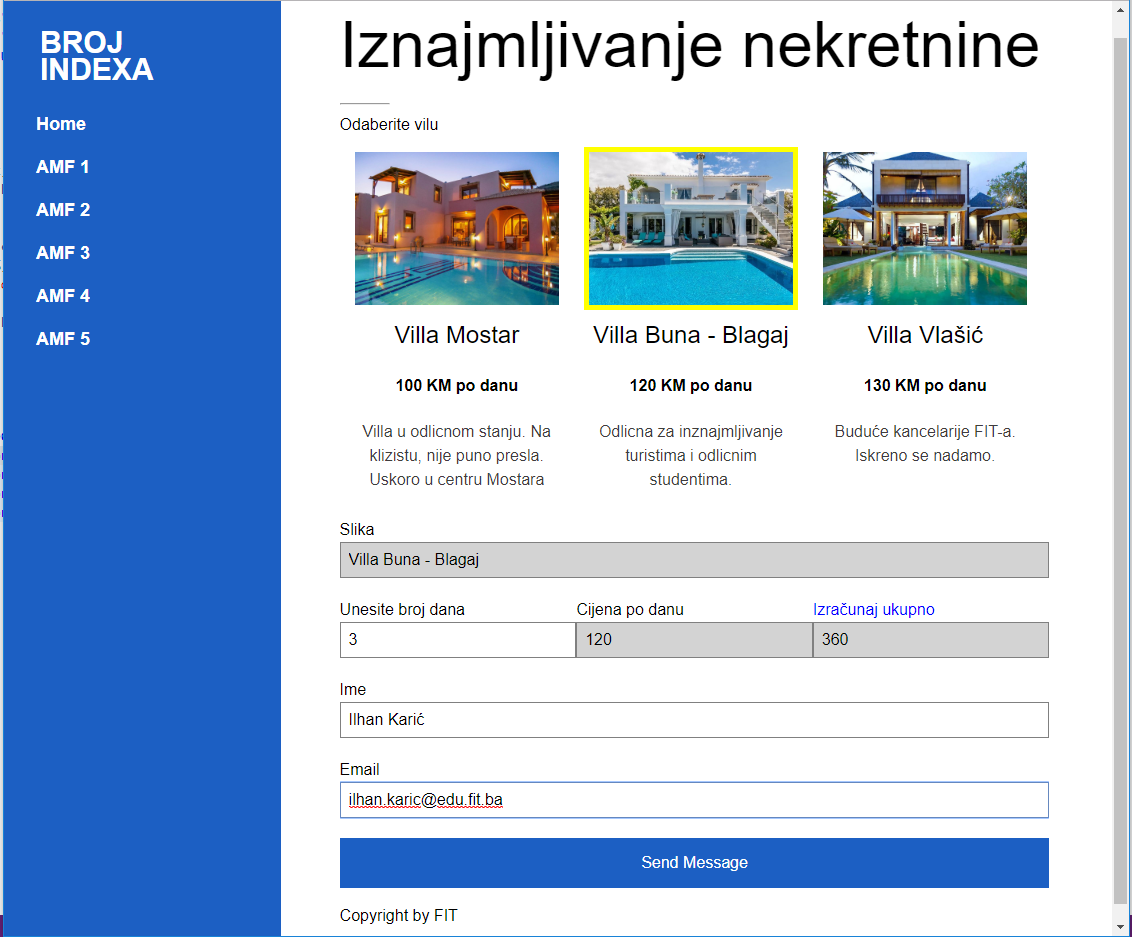 BROJ
INDEXA
Home
AMF 1
AMF 2
AMF 3
AMF 4
AMF 5
Iznajmljivanje nekretnine
Odaberite vilu
Villa Mostar
100 KM po danu
Villa u odlicnom stanju. Na
klizistu, nije puno presla.
Uskoro u centru Mostara
Villa Buna - Blagaj
120 KM po danu
Odlicna za inznajmljivanje
turistima i odlicnim
studentima.
Villa Vlašić
130 KM po danu
Buduće kancelarije FIT-a.
Iskreno se nadamo.
Slika
Villa Buna - Blagaj
Unesite broj dana
3
Cijena po danu
120
Izračunaj ukupno
360
Ime
Ilhan Karić
Email
ilhan.karic@edu.fit.ba
Send Message
Copyright by FIT